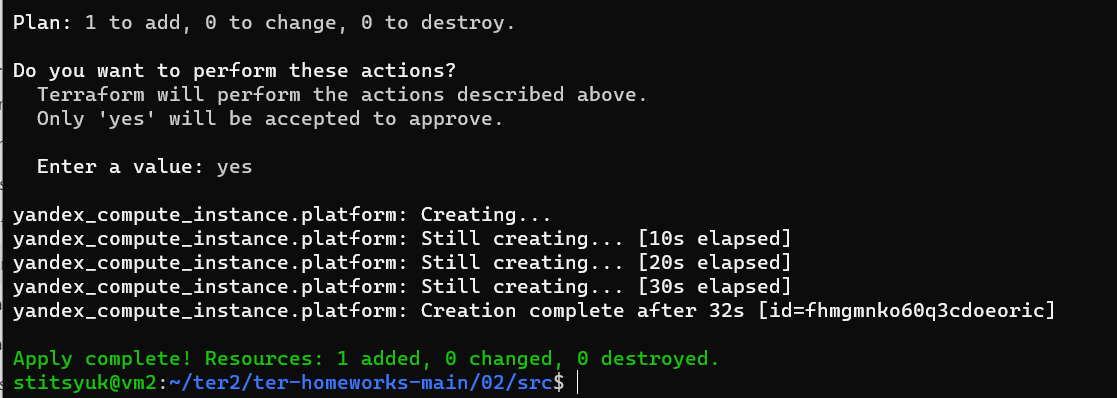 Plan: 1 to add, 0 to change, 0 to destroy.
Do you want to perform these actions?
Terraform will perform the actions described above.
Only 'yes' will be accepted to approve.
Enter a value: yes
yandex_compute_instance.platform: Creating...
yandex_compute_instance.platform: Still creating... [10s elapsed]
yandex_compute_instance.platform: Still creating... [20s elapsed]
yandex_compute_instance.platform: Still creating... [30s elapsed]
yandex_compute_instance.platform: Creation complete after 32s [id=fhmgmnko60q3cdoeoric]
Apply complete! Resources: 1 added, 0 changed, 0 destroyed.
stitsyuk@vm2:~/ter2/ter-homeworks-main/02/src$